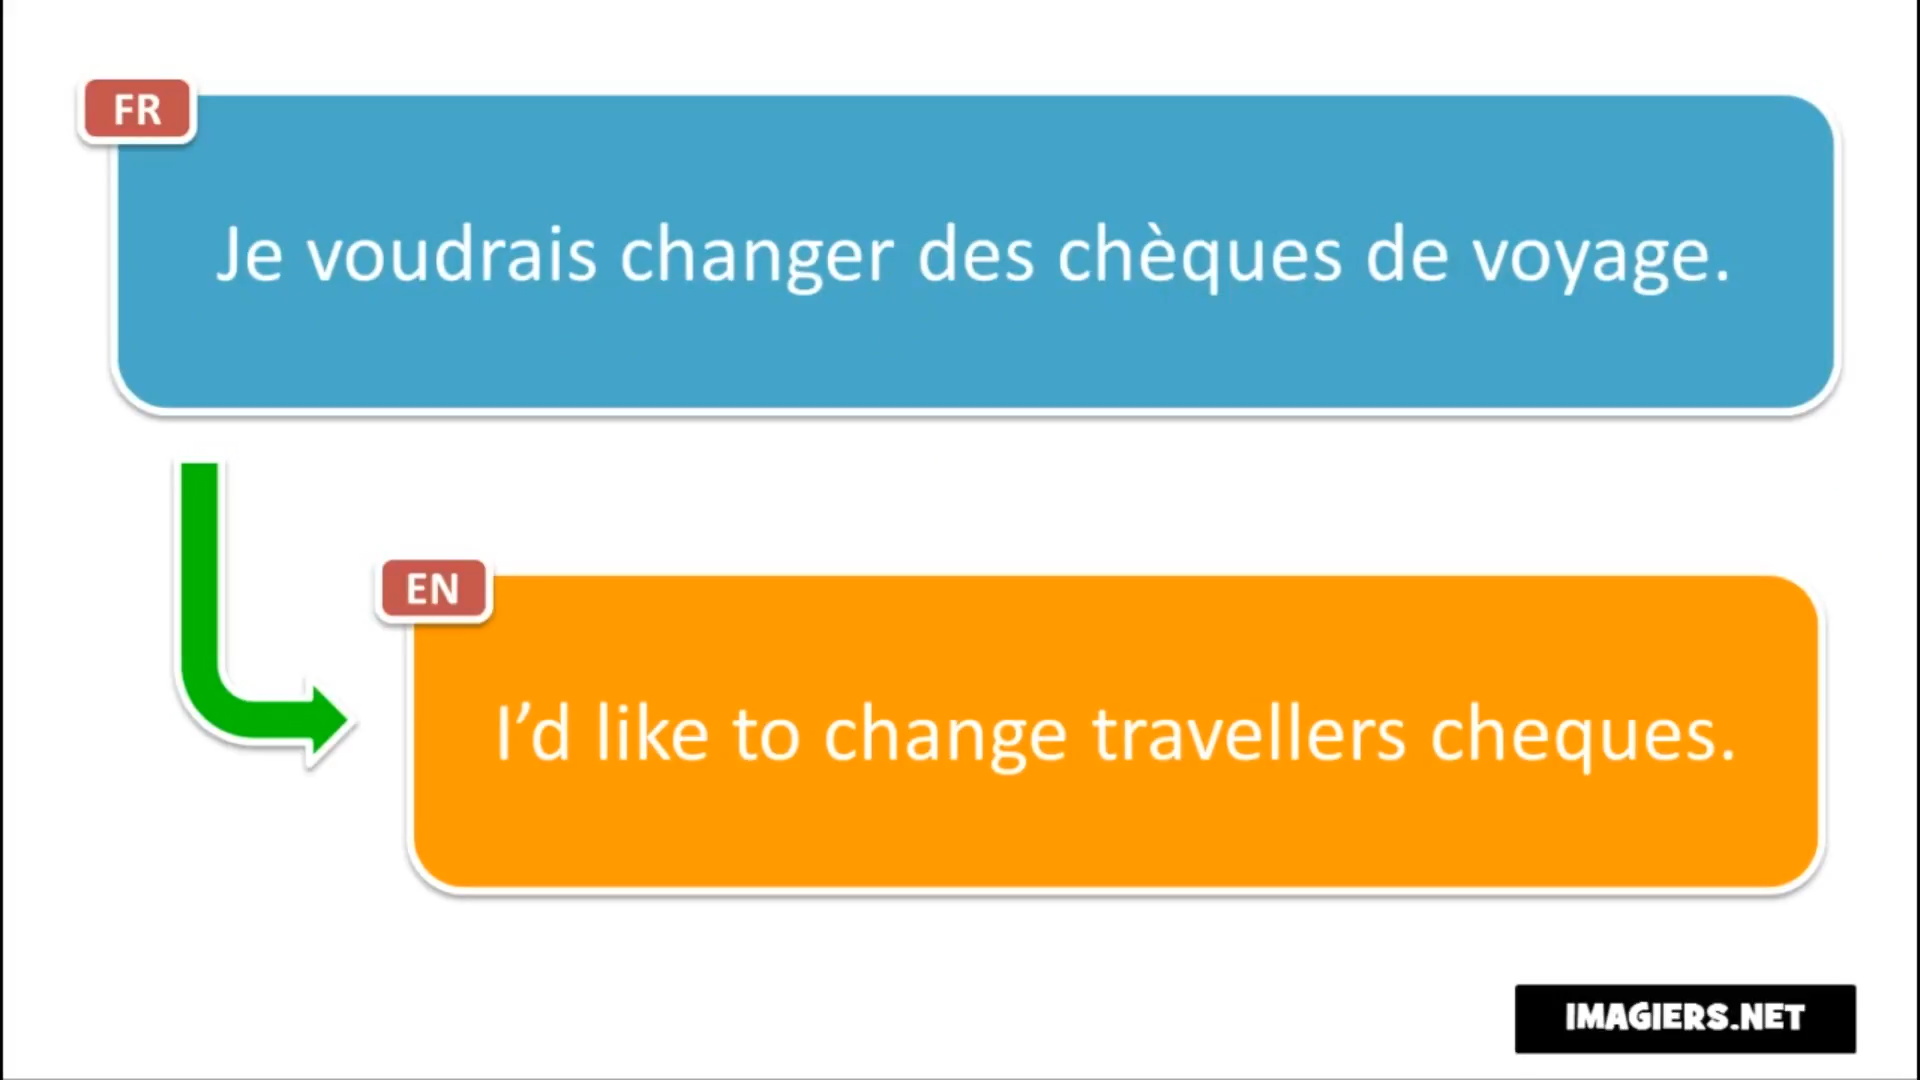 FR
Je voudrais changer des chèques de voyage.
EN
I’d like to change travellers cheques.
IMAGIERS.NET